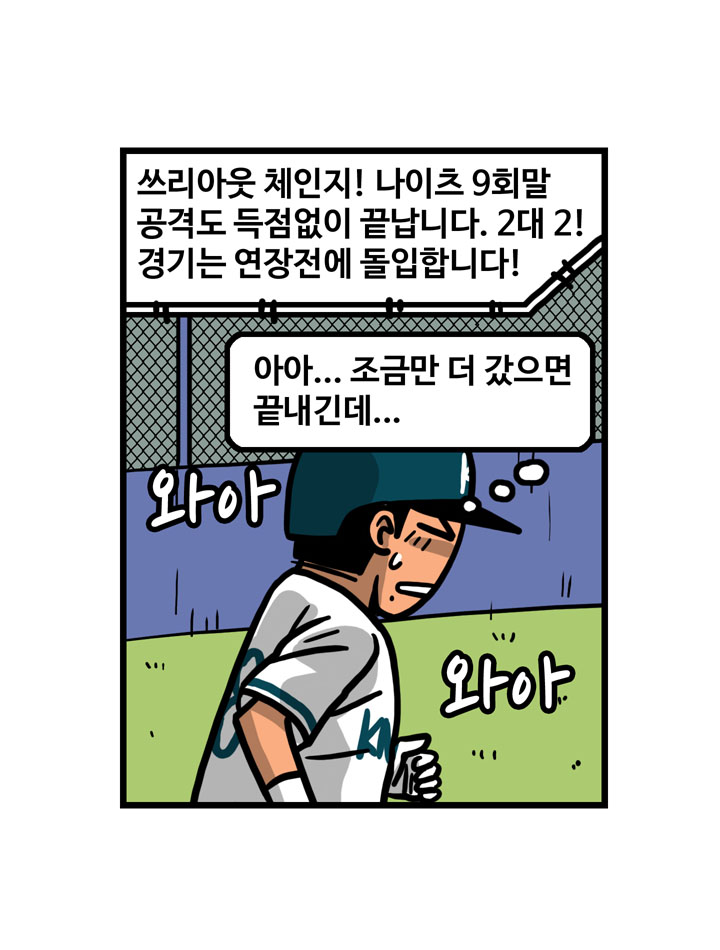 쓰리아웃 체인지! 나이츠 9회말
공격도 득점없이 끝납니다. 2대 2!
경기는 연장전에 돌입합니다!
아아... 조금만 더 갔으면
끝내긴데...
와아
와아
KN